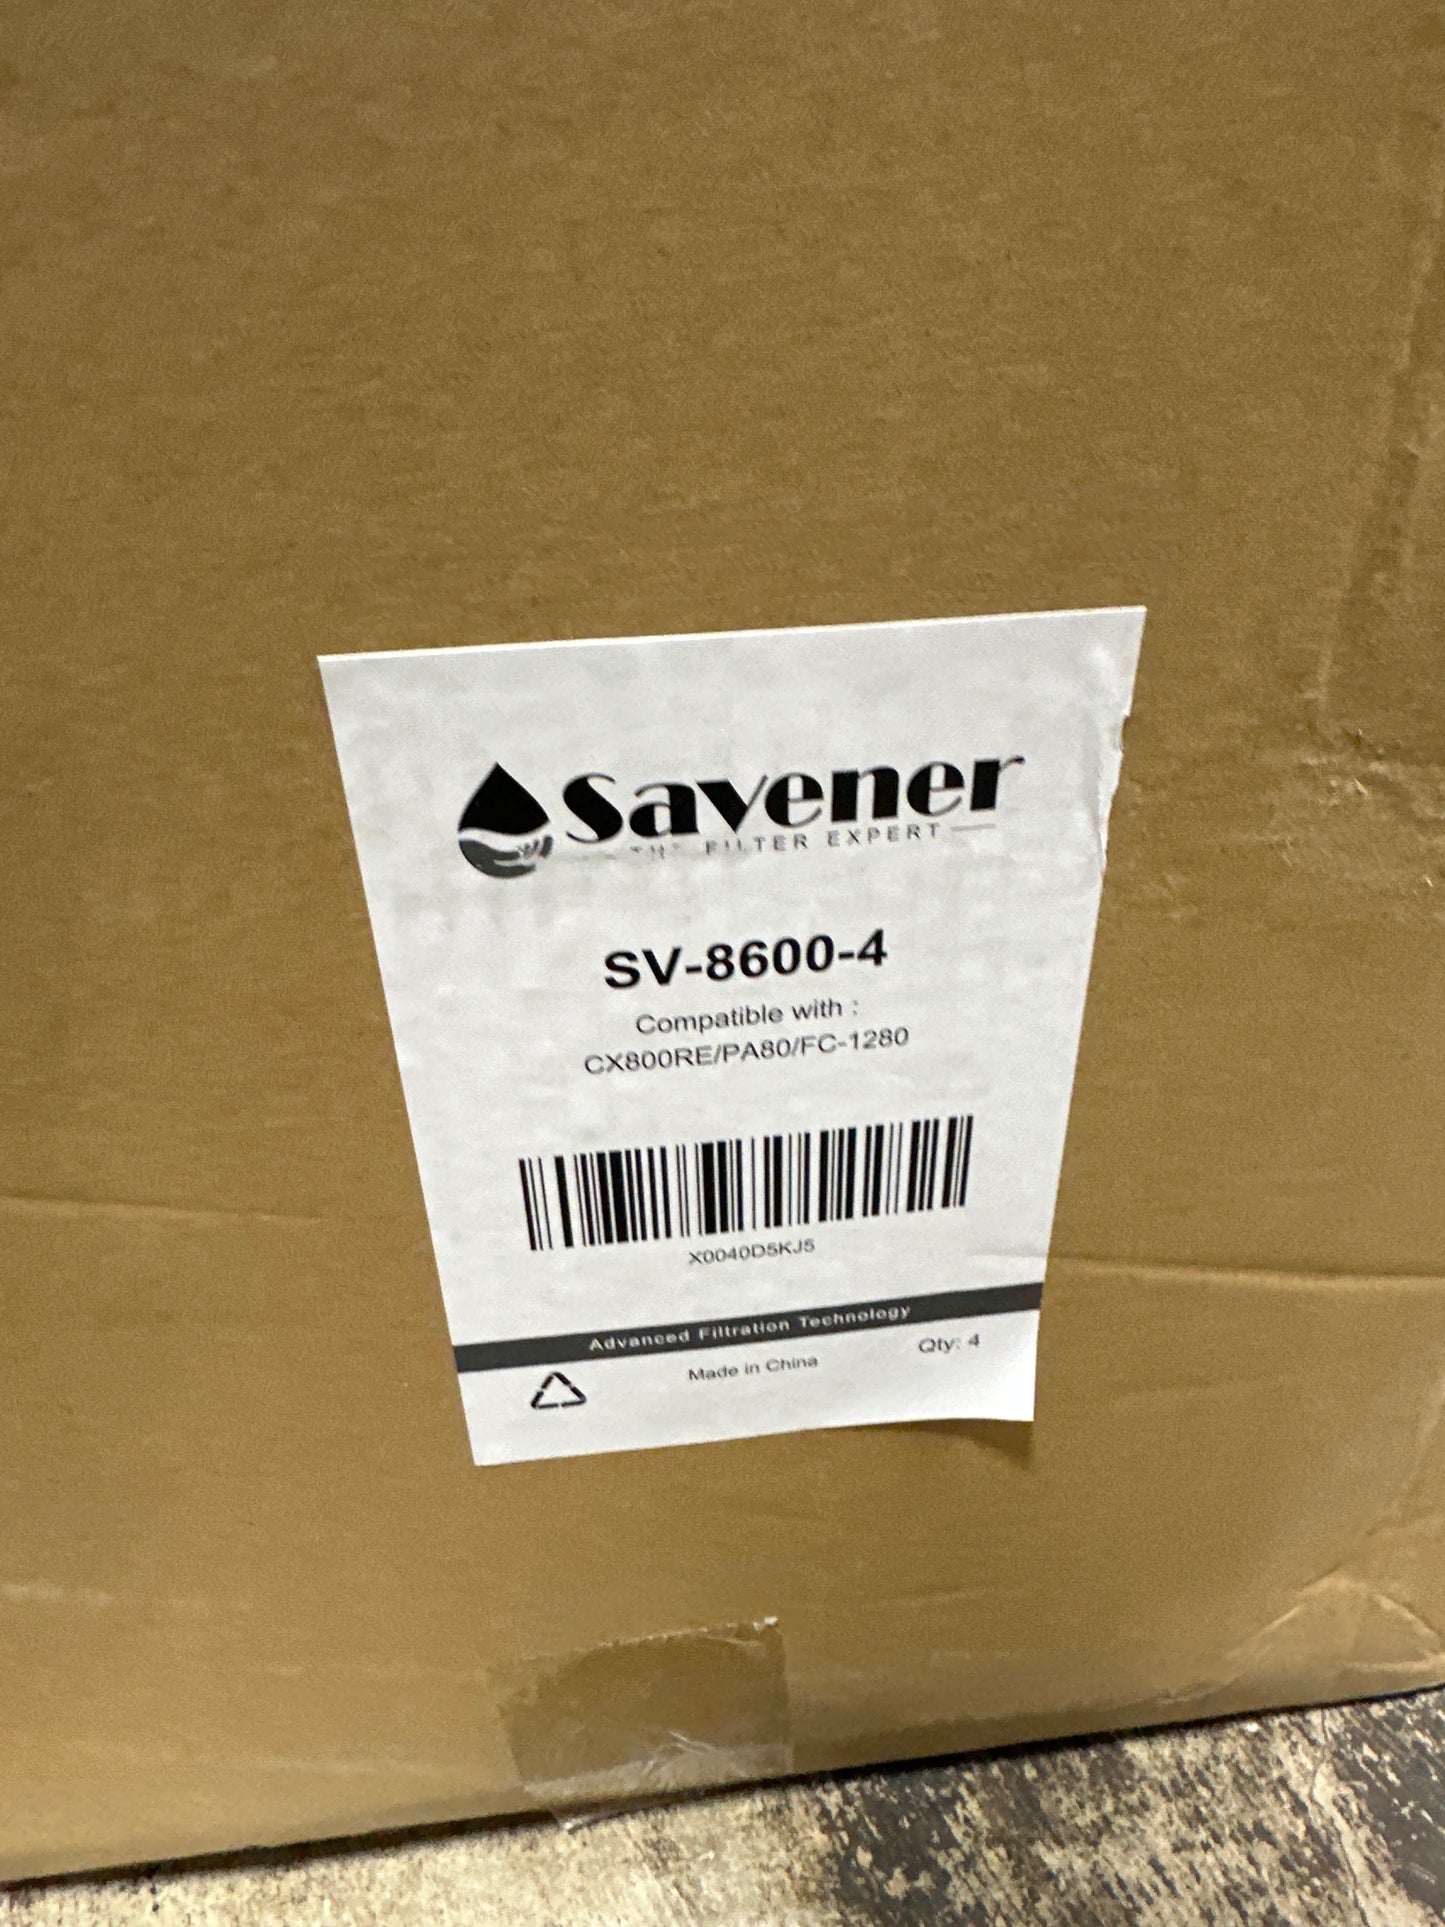 Savener
THE FILTER EXPERT
SV-8600-4
Compatible with :
CX800RE/PA80/FC-1280
X0040D5KJ5
Advanced Filtration Technology
Made in China
Qty: 4